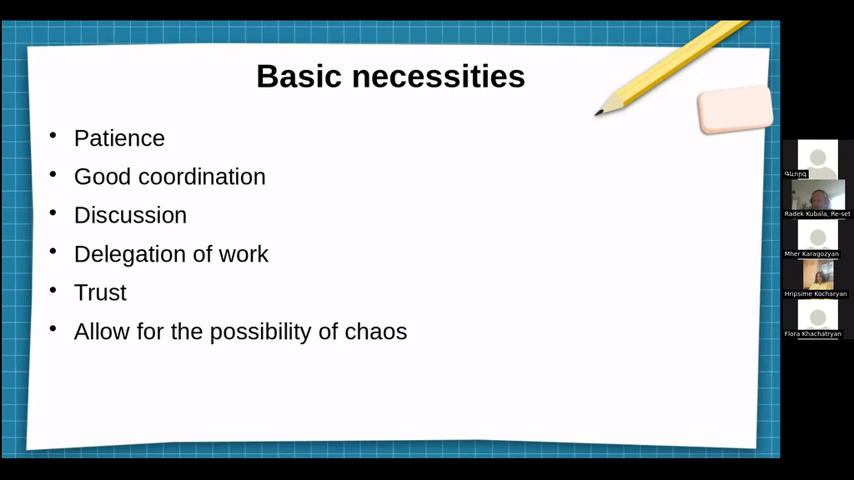 Basic necessities
• Patience
• Good coordination
• Discussion
• Delegation of work
• Trust
• Allow for the possibility of chaos
Գևորգ
Radek Kubala, Re-set
Mher Karagozyan
Hripsime Kocharyan
Flora Khachatryan